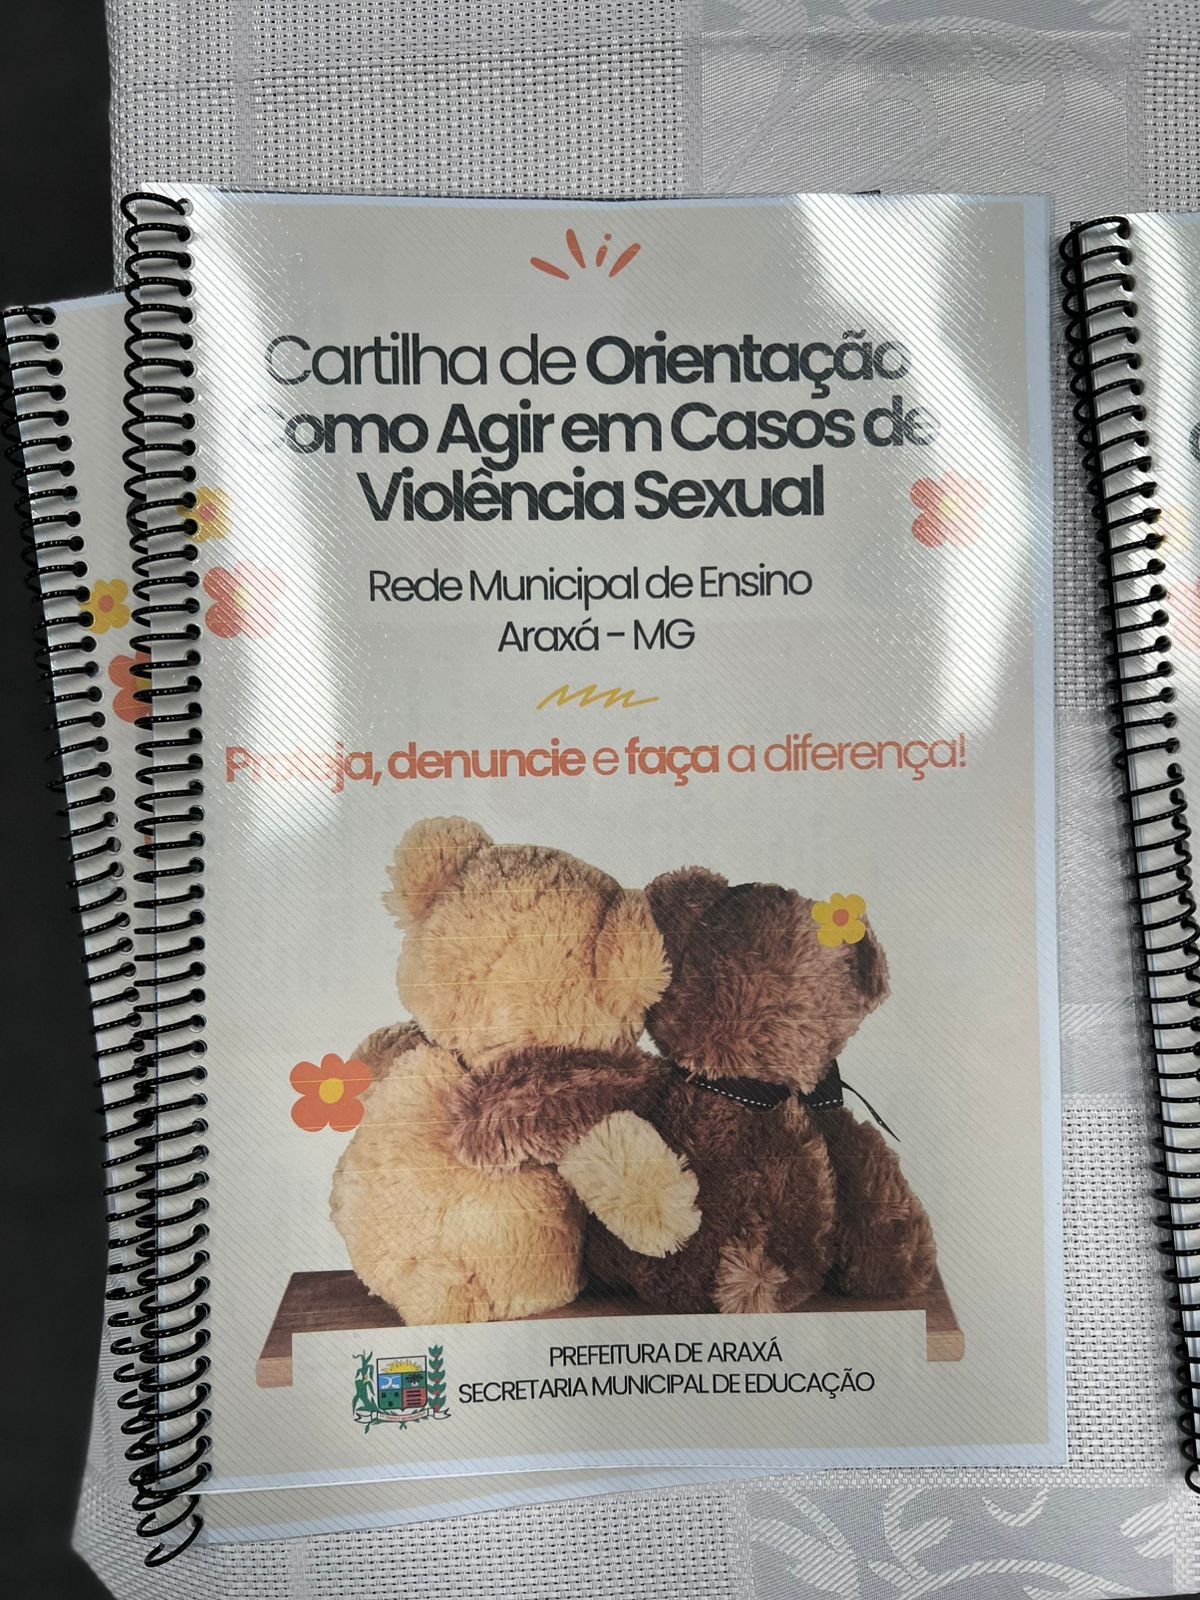 Cartilha de Orientação
Como Agir em Casos de
Violência Sexual
Rede Municipal de Ensino
Araxá - MG
Proteja, denuncie e faça a diferença!
PREFEITURA DE ARAXÁ
SECRETARIA MUNICIPAL DE EDUCAÇÃO